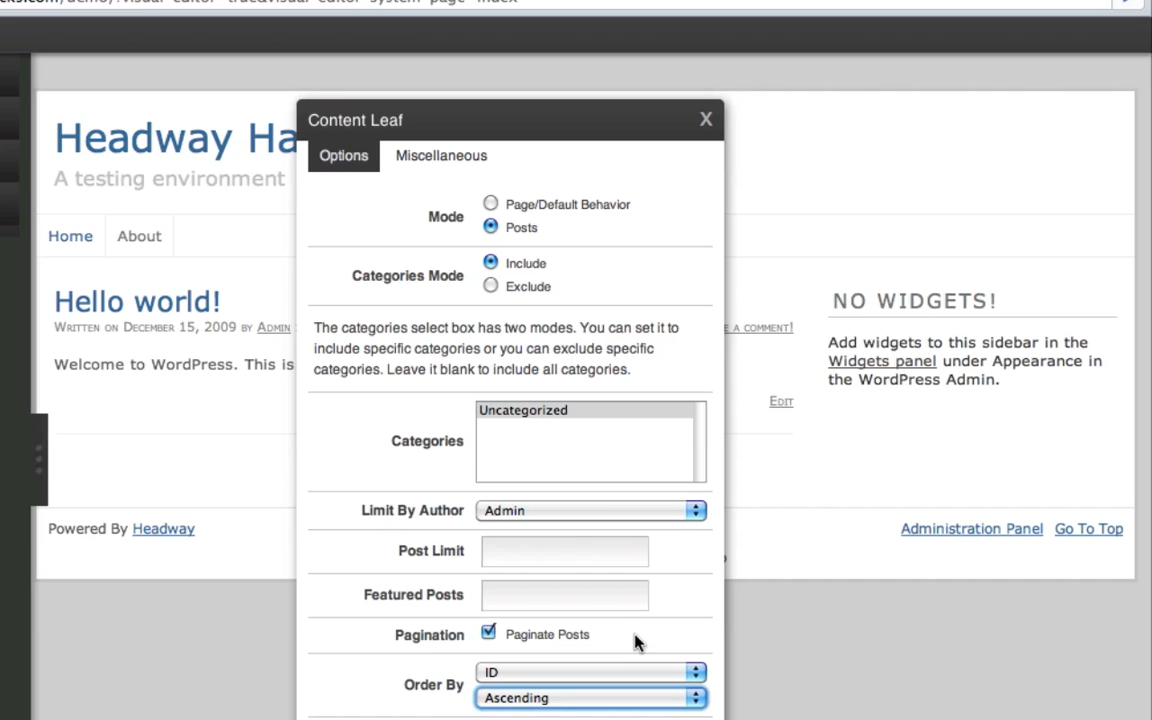 Content Leaf X
Options Miscellaneous
Headway Ha
A testing environment
Home About
Mode
Page/Default Behavior
Posts
Categories Mode
Include
Exclude
The categories select box has two modes. You can set it to
include specific categories or you can exclude specific
categories. Leave it blank to include all categories.
Categories
Uncategorized
Limit By Author Admin
Post Limit
Featured Posts
Pagination Paginate Posts
Order By
ID
Ascending
Hello world!
Written on December 15, 2009 by Admin
e a comment!
Welcome to WordPress. This is
Edit
NO WIDGETS!
Add widgets to this sidebar in the
Widgets panel under Appearance in
the WordPress Admin.
Powered By Headway
Administration Panel Go To Top